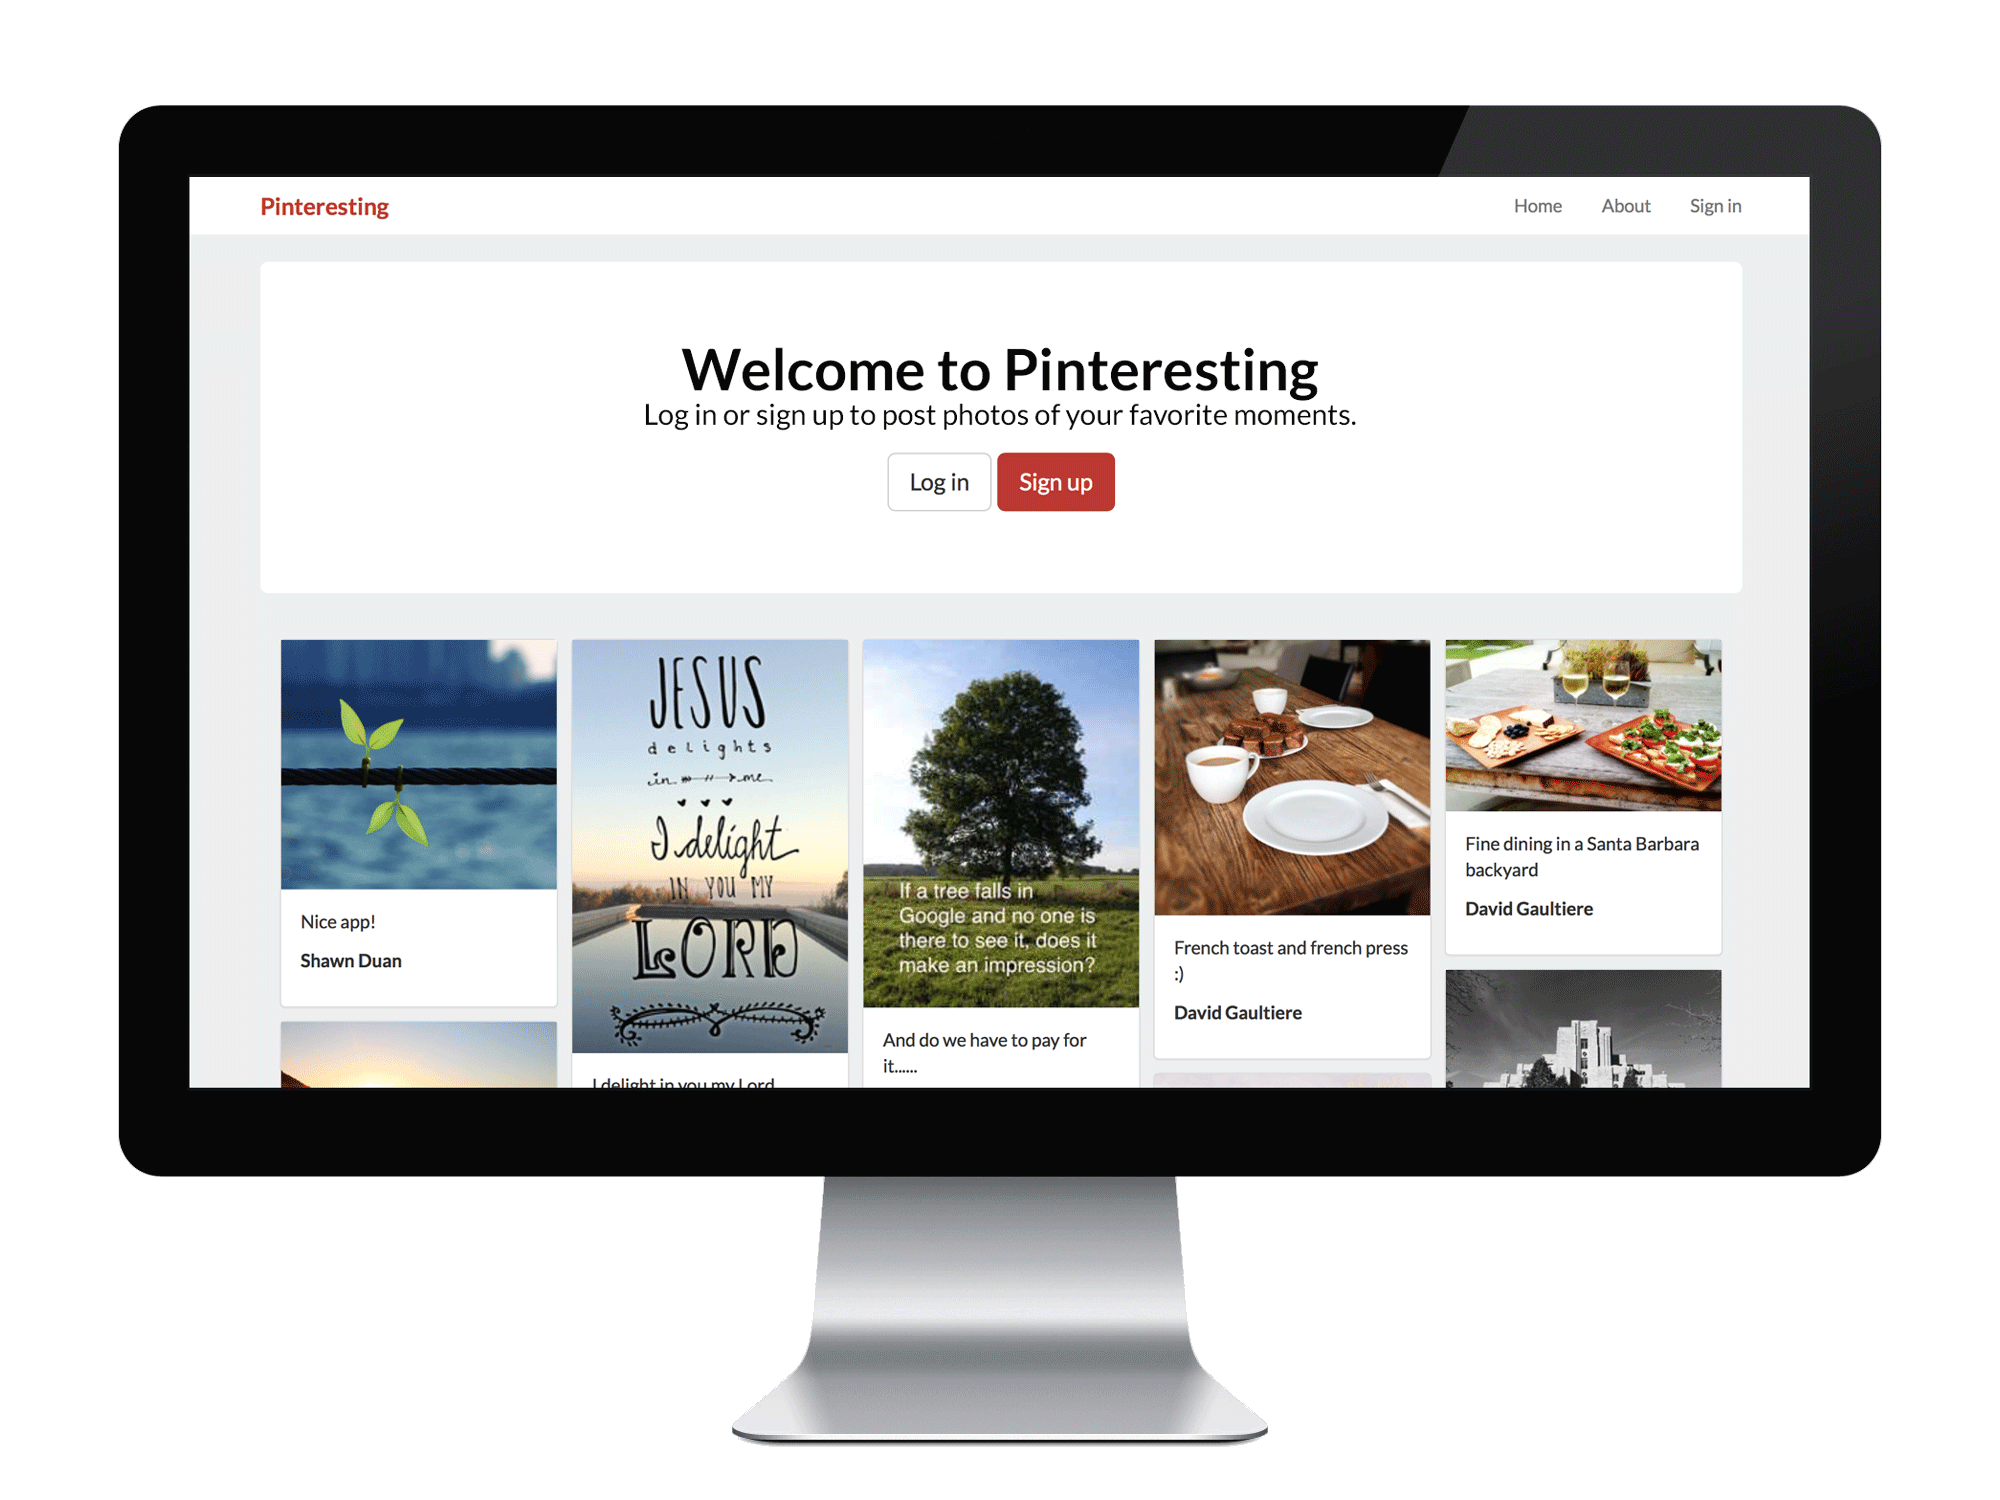 Pinteresting
Home About Sign in
Welcome to Pinteresting
Log in or sign up to post photos of your favorite moments.
Log in Sign up
Nice app!
Shawn Duan
JESUS
delights
in me
I delight
IN YOU MY
LORD
I delight in you my Lord
If a tree falls in
Google and no one is
there to see it, does it
make an impression?
And do we have to pay for
it......
French toast and french press
:)
David Gaultiere
Fine dining in a Santa Barbara
backyard
David Gaultiere